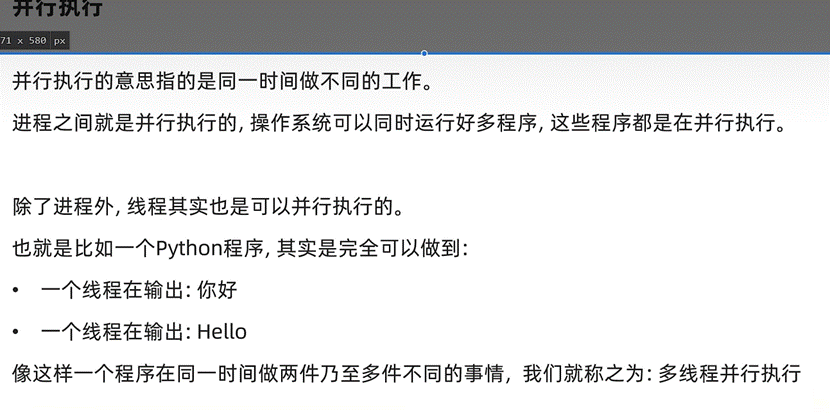 并行执行
71 x 580 px
并行执行的意思指的是同一时间做不同的工作。
进程之间就是并行执行的, 操作系统可以同时运行好多程序, 这些程序都是在并行执行。
除了进程外, 线程其实也是可以并行执行的。
也就是比如一个Python程序, 其实是完全可以做到:
• 一个线程在输出: 你好
• 一个线程在输出: Hello
像这样一个程序在同一时间做两件乃至多件不同的事情, 我们就称之为: 多线程并行执行